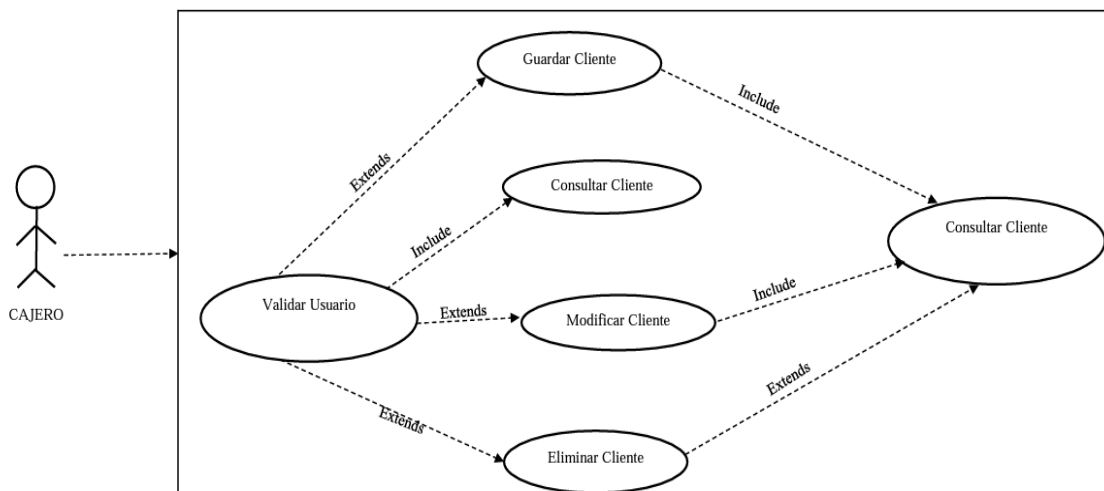 Guardar Cliente
Include
Extends
Consultar Cliente
Include
Consultar Cliente
Validar Usuario
Extends
Modificar Cliente
Include
CAJERO
Extends
Extends
Eliminar Cliente